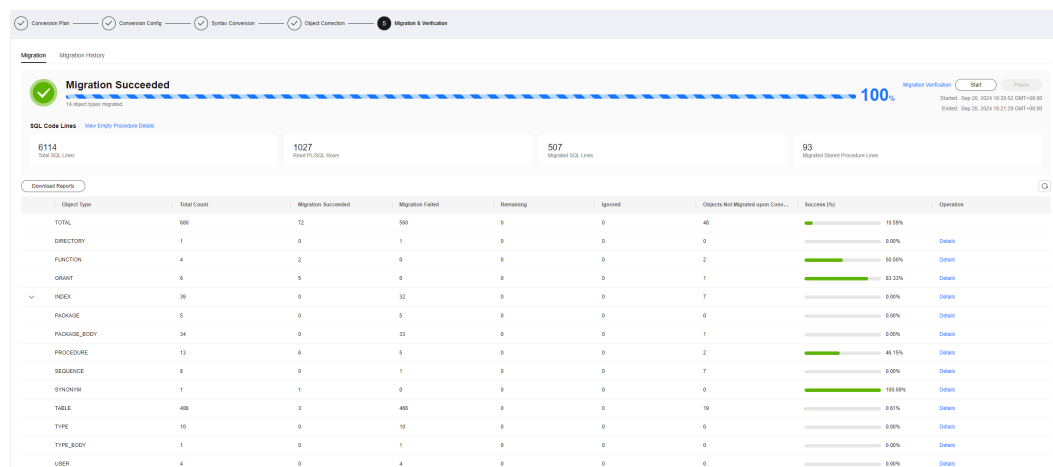 Conversion Plan Conversion Config Syntax Conversion Object Correction 5 Migration & Verification
Migration Migration History
Migration Succeeded
14 object types migrated.
100%
Migration Verification Start Pause
Started Sep 20, 2024 18:20:52 GMT+08:00
Ended Sep 20, 2024 18:21:29 GMT+08:00
SQL Code Lines View Empty Procedure Details
6114 1027 507 93
Total SQL Lines Read PL/SQL Rows Migrated SQL Lines Migrated Stored Procedure Lines
Download Reports
Object Type Total Count Migration Succeeded Migration Failed Remaining Ignored Objects Not Migrated upon Conv... Success (%) Operation
TOTAL 680 72 560 0 0 48 10.59%
DIRECTORY 1 0 1 0 0 0 0.00% Details
FUNCTION 4 2 0 0 0 2 50.00% Details
GRANT 6 5 0 0 0 1 83.33% Details
INDEX 39 0 32 0 0 7 0.00% Details
PACKAGE 5 0 5 0 0 0 0.00% Details
PACKAGE_BODY 34 0 33 0 0 1 0.00% Details
PROCEDURE 13 6 5 0 0 2 46.15% Details
SEQUENCE 8 0 1 0 0 7 0.00% Details
SYNONYM 1 1 0 0 0 0 100.00% Details
TABLE 488 3 466 0 0 19 0.61% Details
TYPE 10 0 10 0 0 0 0.00% Details
TYPE_BODY 1 0 1 0 0 0 0.00% Details
USER 4 0 4 0 0 0 0.00% Details